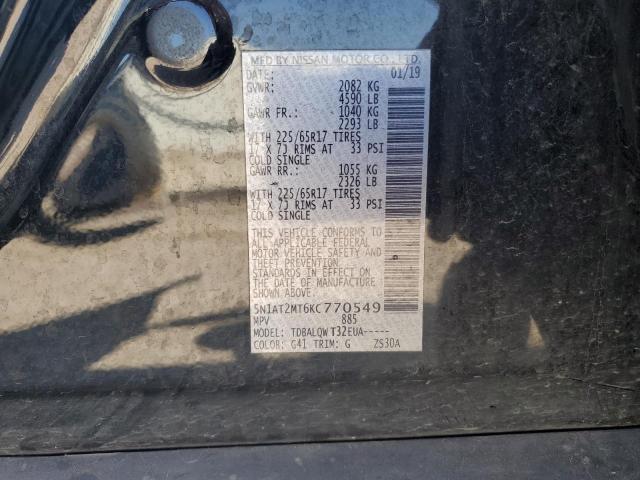 MFD BY NISSAN MOTOR CO., LTD.
DATE: 01/19
GVWR: 2082 KG
4590 LB
GAWR FR.: 1040 KG
2293 LB
WITH 225/65R17 TIRES
17 X 7J RIMS AT 33 PSI
COLD SINGLE
GAWR RR.: 1055 KG
2326 LB
WITH 225/65R17 TIRES
17 X 7J RIMS AT 33 PSI
COLD SINGLE
THIS VEHICLE CONFORMS TO
ALL APPLICABLE FEDERAL
MOTOR VEHICLE SAFETY AND
THEFT PREVENTION
STANDARDS IN EFFECT ON
THE DATE OF MANUFACTURE
SHOWN ABOVE.
5N1AT2MT6KC770549
MPV 885
MODEL: TDBALQWT32EUA-----
COLOR: G41 TRIM: G ZS30A